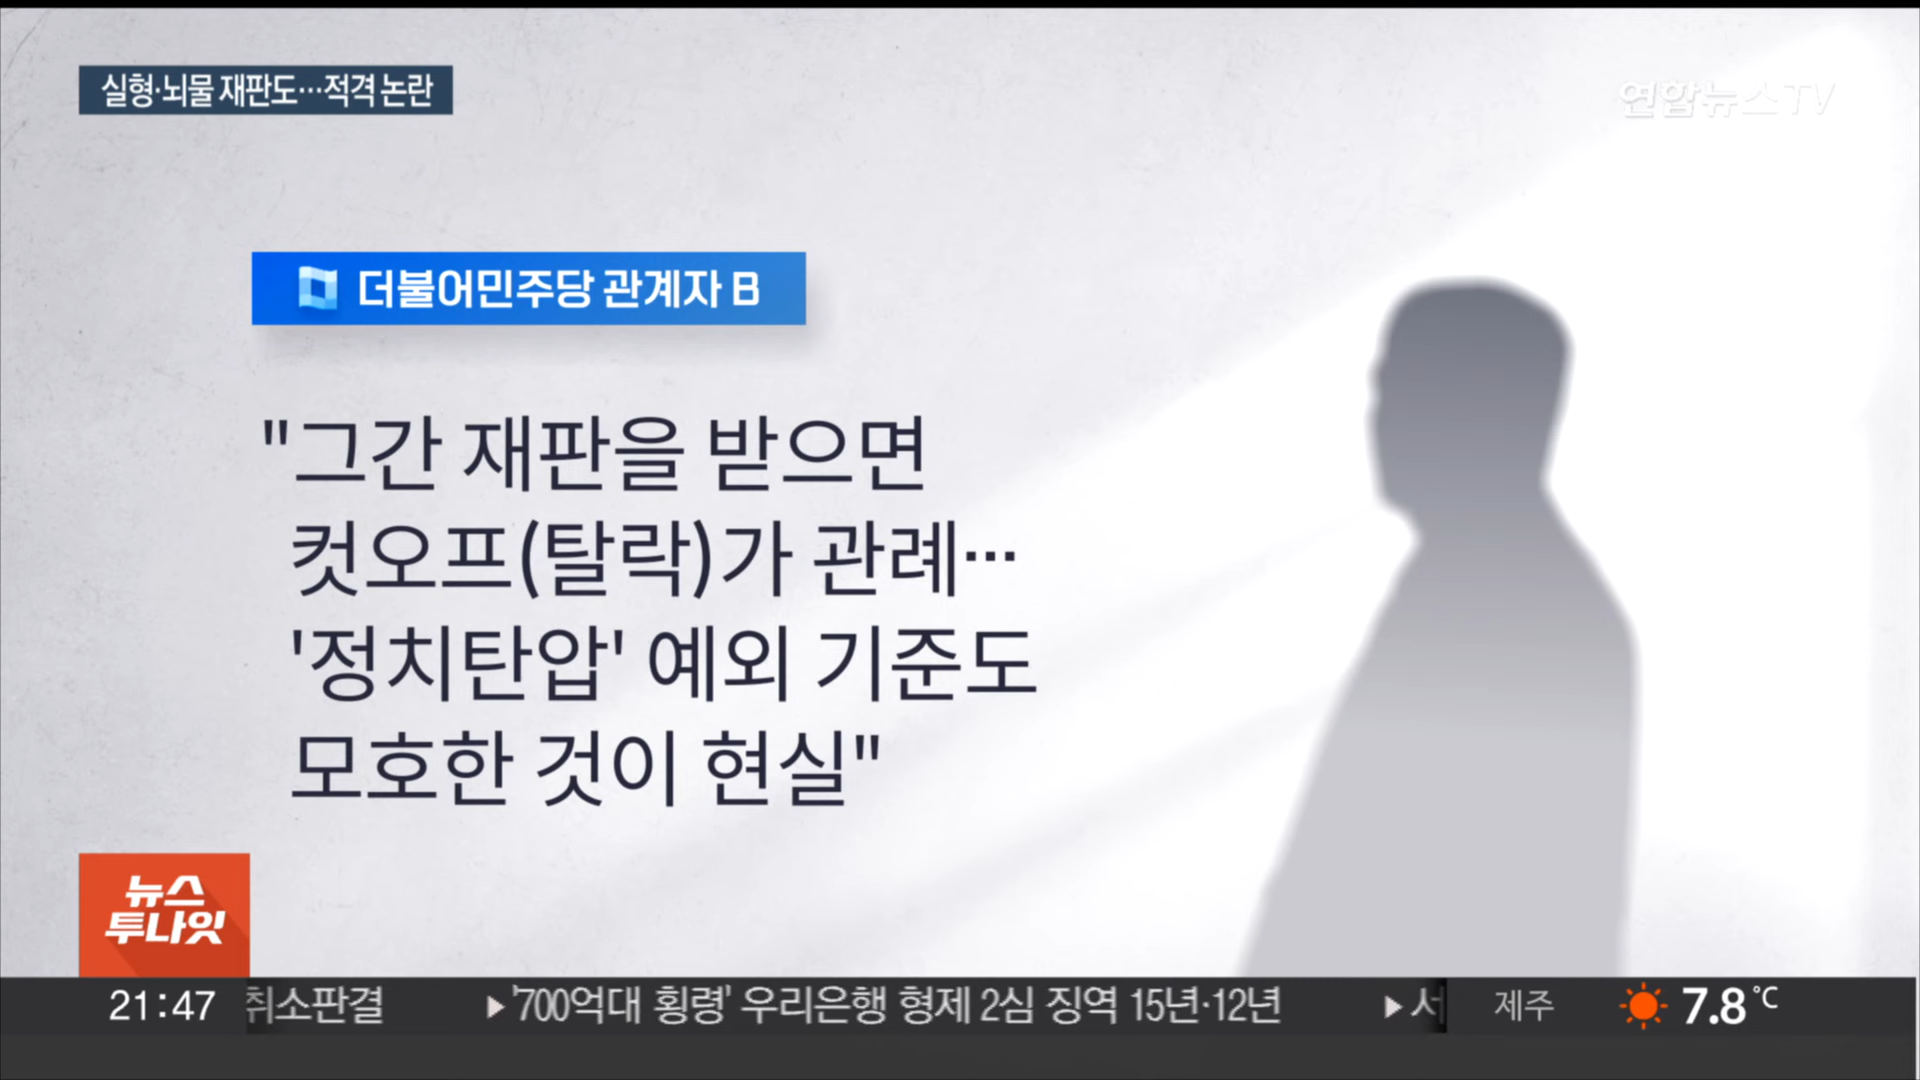 실형·뇌물 재판도…적격 논란
연합뉴스TV
더불어민주당 관계자 B
"그간 재판을 받으면
컷오프(탈락)가 관례…
'정치탄압' 예외 기준도
모호한 것이 현실"
뉴스
투나잇
21:47 취소판결 ▶'700억대 횡령' 우리은행 형제 2심 징역 15년·12년 ▶서 제주 7.8℃